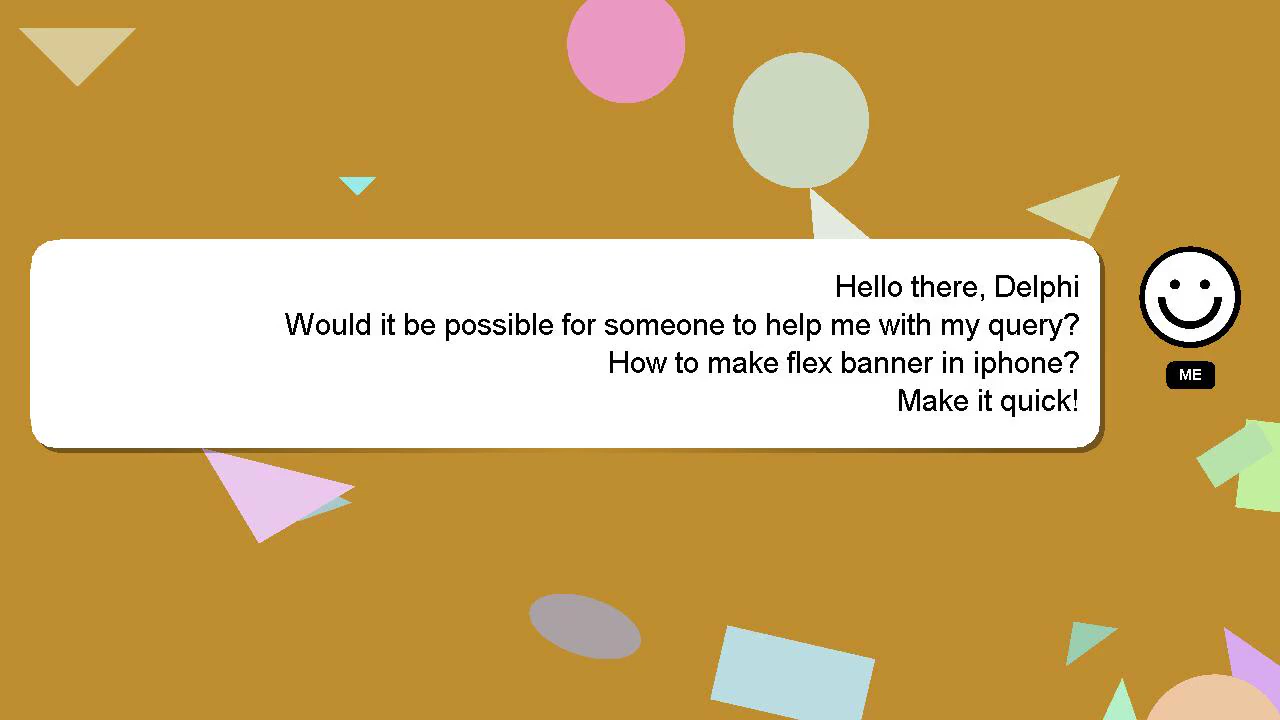 Hello there, Delphi
Would it be possible for someone to help me with my query?
How to make flex banner in iphone?
Make it quick!
ME